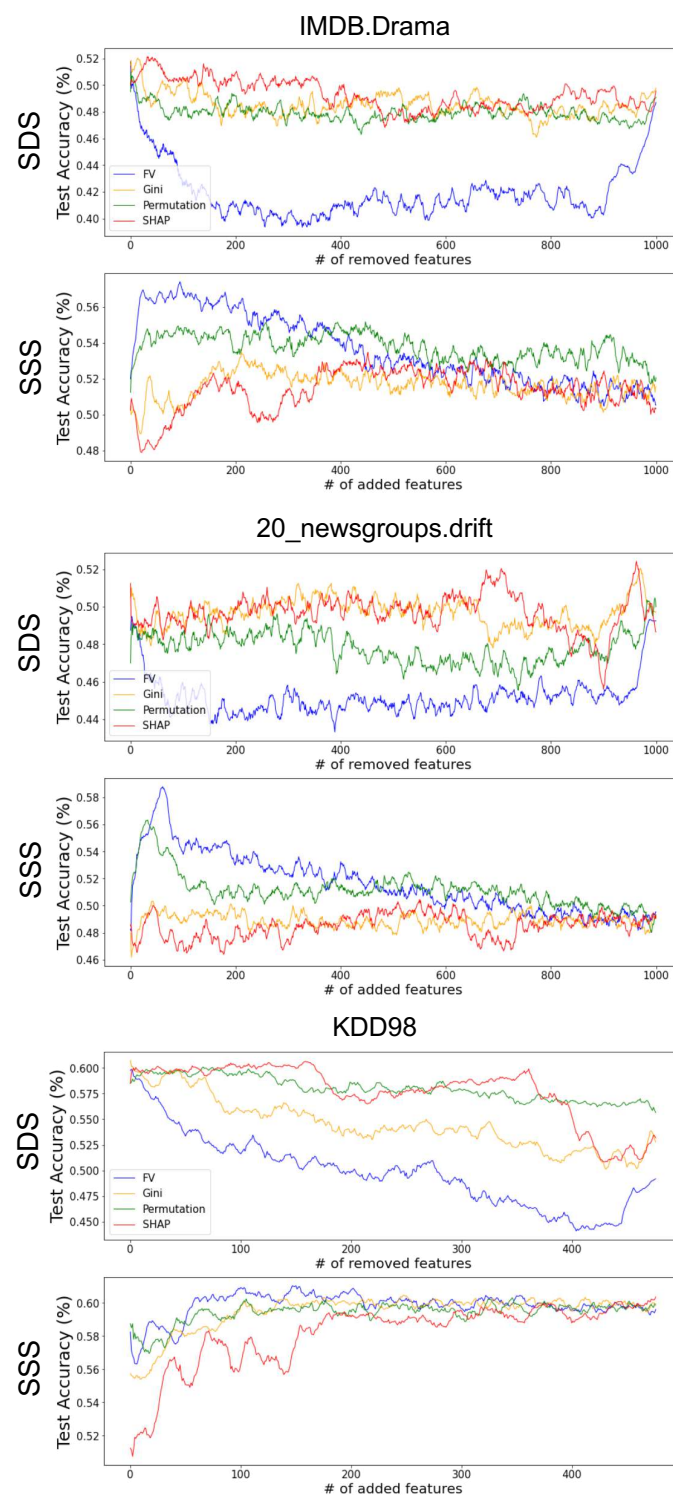 IMDB.Drama
SDS
Test Accuracy (%)
0.52
0.50
0.48
0.46
0.44
0.42
0.40
FV
Gini
Permutation
SHAP
0 200 400 600 800 1000
# of removed features
SSS
Test Accuracy (%)
0.56
0.54
0.52
0.50
0.48
0 200 400 600 800 1000
# of added features
20_newsgroups.drift
SDS
Test Accuracy (%)
0.52
0.50
0.48
0.46
0.44
FV
Gini
Permutation
SHAP
0 200 400 600 800 1000
# of removed features
SSS
Test Accuracy (%)
0.58
0.56
0.54
0.52
0.50
0.48
0.46
0 200 400 600 800 1000
# of added features
KDD98
SDS
Test Accuracy (%)
0.600
0.575
0.550
0.525
0.500
0.475
0.450
FV
Gini
Permutation
SHAP
0 100 200 300 400
# of removed features
SSS
Test Accuracy (%)
0.60
0.58
0.56
0.54
0.52
0 100 200 300 400
# of added features